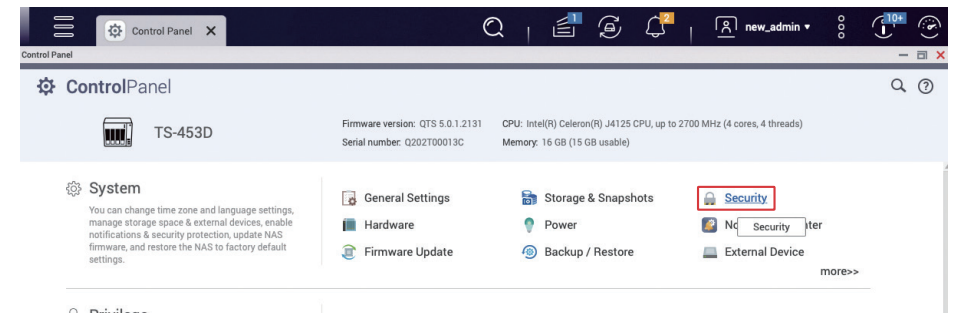 Control Panel
1
2
new_admin
10+
Control Panel
ControlPanel
TS-453D
Firmware version: QTS 5.0.1.2131
CPU: Intel(R) Celeron(R) J4125 CPU, up to 2700 MHz (4 cores, 4 threads)
Serial number: Q202T00013C
Memory: 16 GB (15 GB usable)
System
You can change time zone and language settings,
manage storage space & external devices, enable
notifications & security protection, update NAS
firmware, and restore the NAS to factory default
settings.
General Settings
Storage & Snapshots
Security
Hardware
Power
Security
Firmware Update
Backup / Restore
External Device
more>>